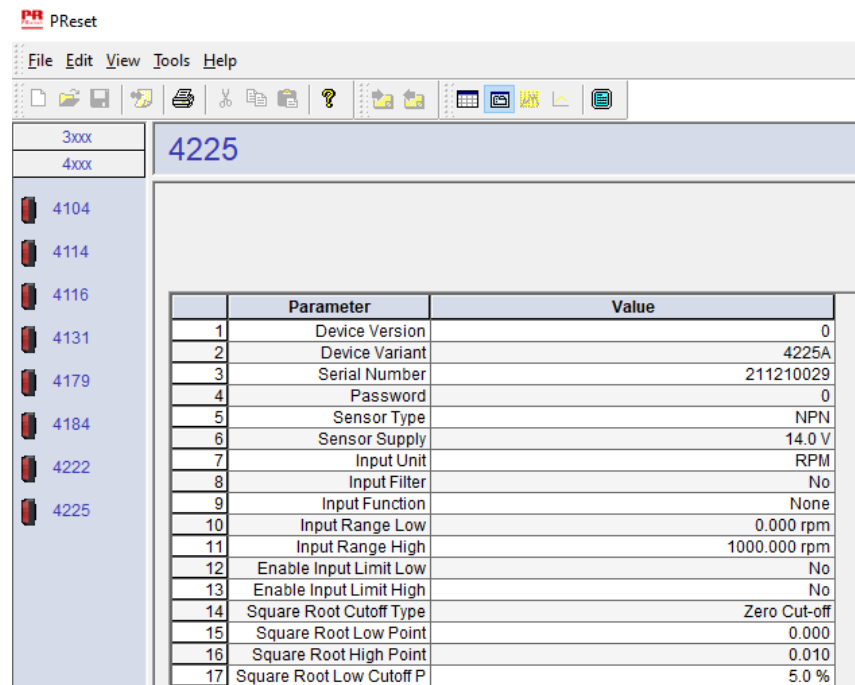 PR PReset
File Edit View Tools Help
3xxx
4xxx
4225
4104
4114
4116
4131
4179
4184
4222
4225
Parameter Value
1 Device Version 0
2 Device Variant 4225A
3 Serial Number 211210029
4 Password 0
5 Sensor Type NPN
6 Sensor Supply 14.0 V
7 Input Unit RPM
8 Input Filter No
9 Input Function None
10 Input Range Low 0.000 rpm
11 Input Range High 1000.000 rpm
12 Enable Input Limit Low No
13 Enable Input Limit High No
14 Square Root Cutoff Type Zero Cut-off
15 Square Root Low Point 0.000
16 Square Root High Point 0.010
17 Square Root Low Cutoff P 5.0 %